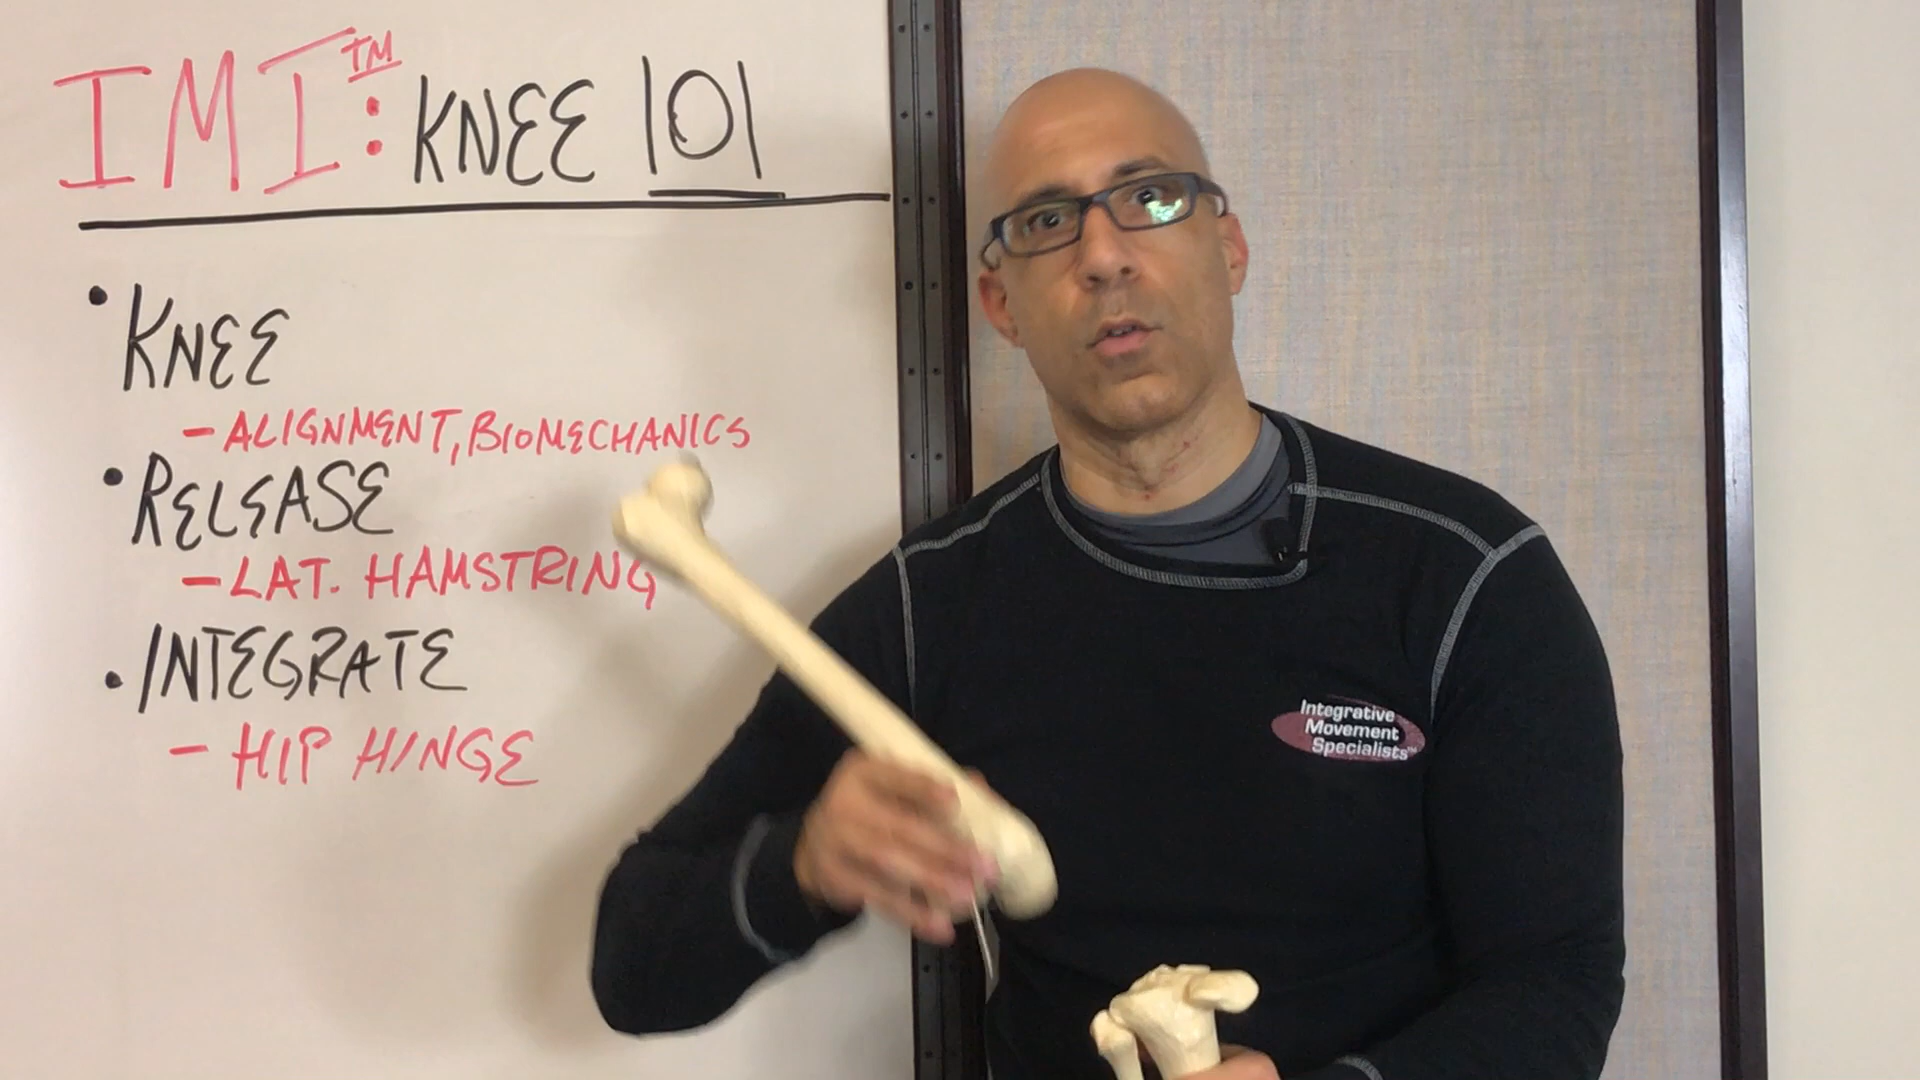 IMI™: KNEE 101
• KNEE
- ALIGNMENT, BIOMECHANICS
• RELEASE
- LAT. HAMSTRING
• INTEGRATE
- HIP HINGE
Integrative
Movement
Specialists™